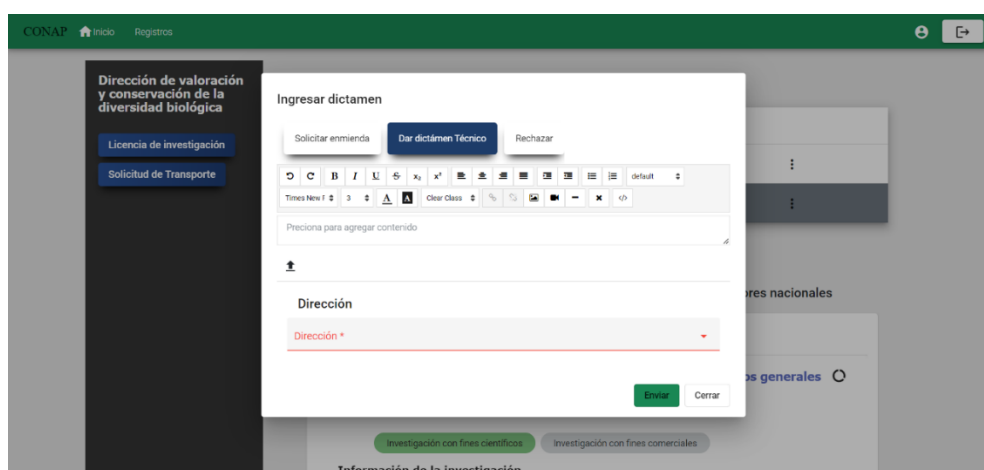 CONAP Inicio Registros
Dirección de valoración
y conservación de la
diversidad biológica
Licencia de investigación
Solicitud de Transporte
Ingresar dictamen
Solicitar enmienda Dar dictámen Técnico Rechazar
B I U S x₂ x² default
Times New F 3 A A Clear Class </>
Preciona para agregar contenido
Dirección
Dirección *
Enviar Cerrar
ores nacionales
os generales
Investigación con fines científicos Investigación con fines comerciales
Información de la investigación